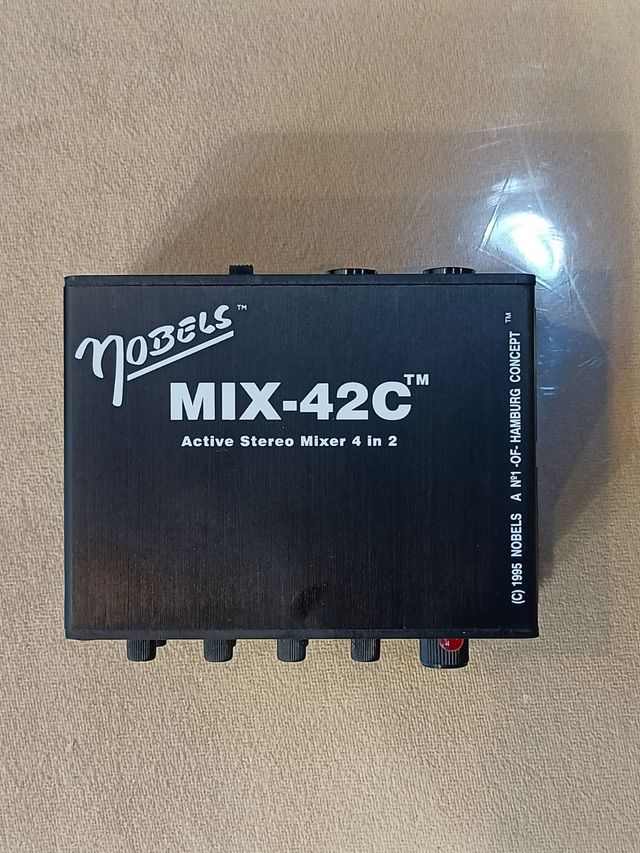 NOBELS™
MIX-42C™
Active Stereo Mixer 4 in 2
(C) 1995 NOBELS A Nº1 -OF- HAMBURG CONCEPT ™